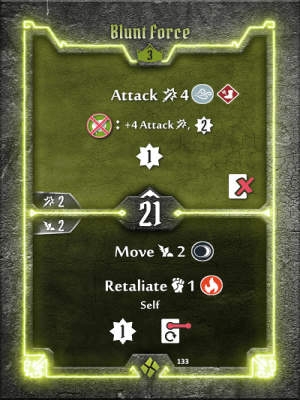 Blunt Force
3
Attack 4
: +4 Attack , 2
1
2
21
2
Move 2
Retaliate 1
Self
1
133